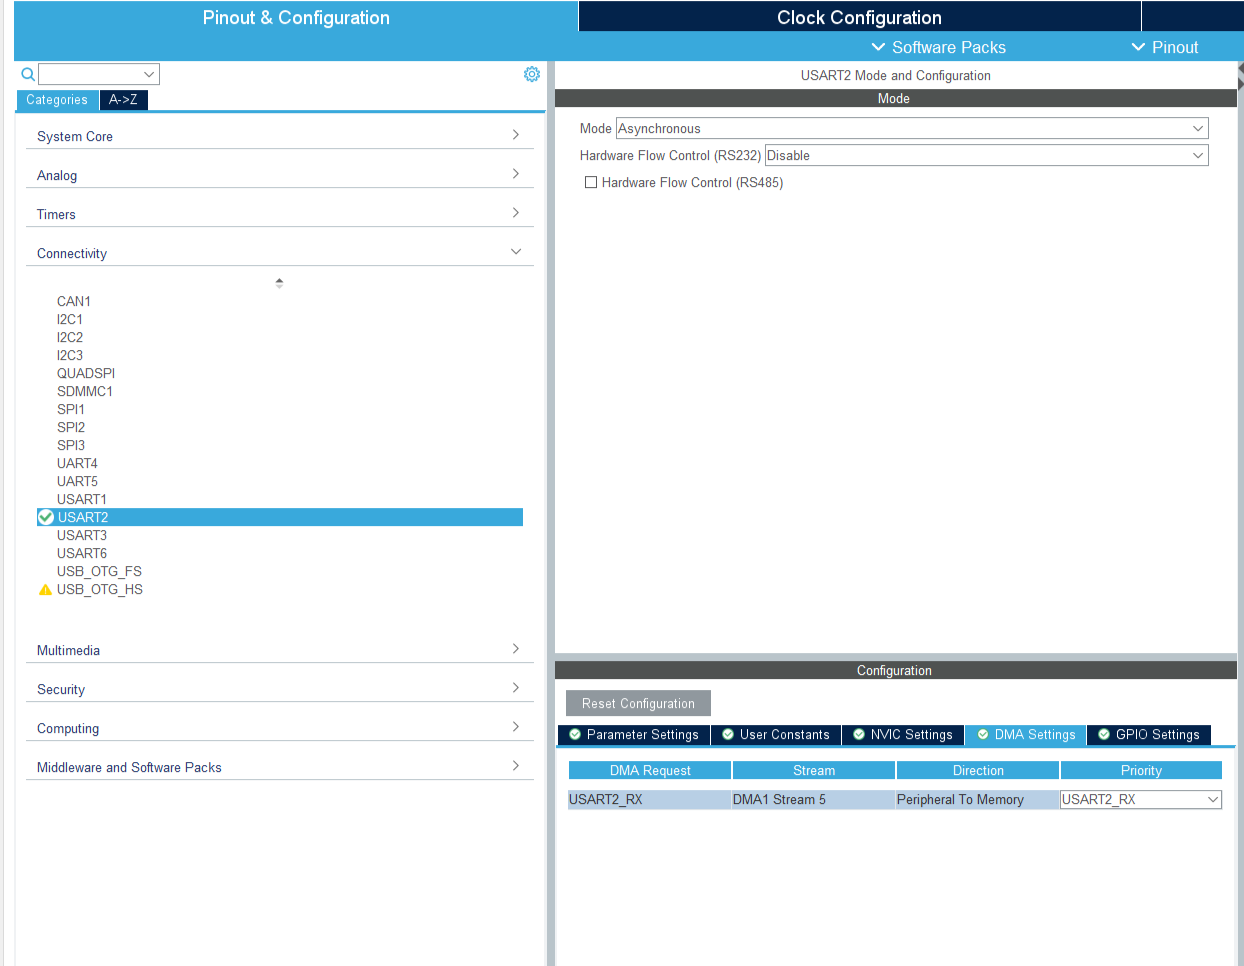 Pinout & Configuration
Clock Configuration
Software Packs
Pinout
Categories
A->Z
System Core
Analog
Timers
Connectivity
CAN1
I2C1
I2C2
I2C3
QUADSPI
SDMMC1
SPI1
SPI2
SPI3
UART4
UART5
USART1
USART2
USART3
USART6
USB_OTG_FS
USB_OTG_HS
Multimedia
Security
Computing
Middleware and Software Packs
USART2 Mode and Configuration
Mode
Mode Asynchronous
Hardware Flow Control (RS232) Disable
Hardware Flow Control (RS485)
Configuration
Reset Configuration
Parameter Settings
User Constants
NVIC Settings
DMA Settings
GPIO Settings
DMA Request Stream Direction Priority
USART2_RX DMA1 Stream 5 Peripheral To Memory USART2_RX